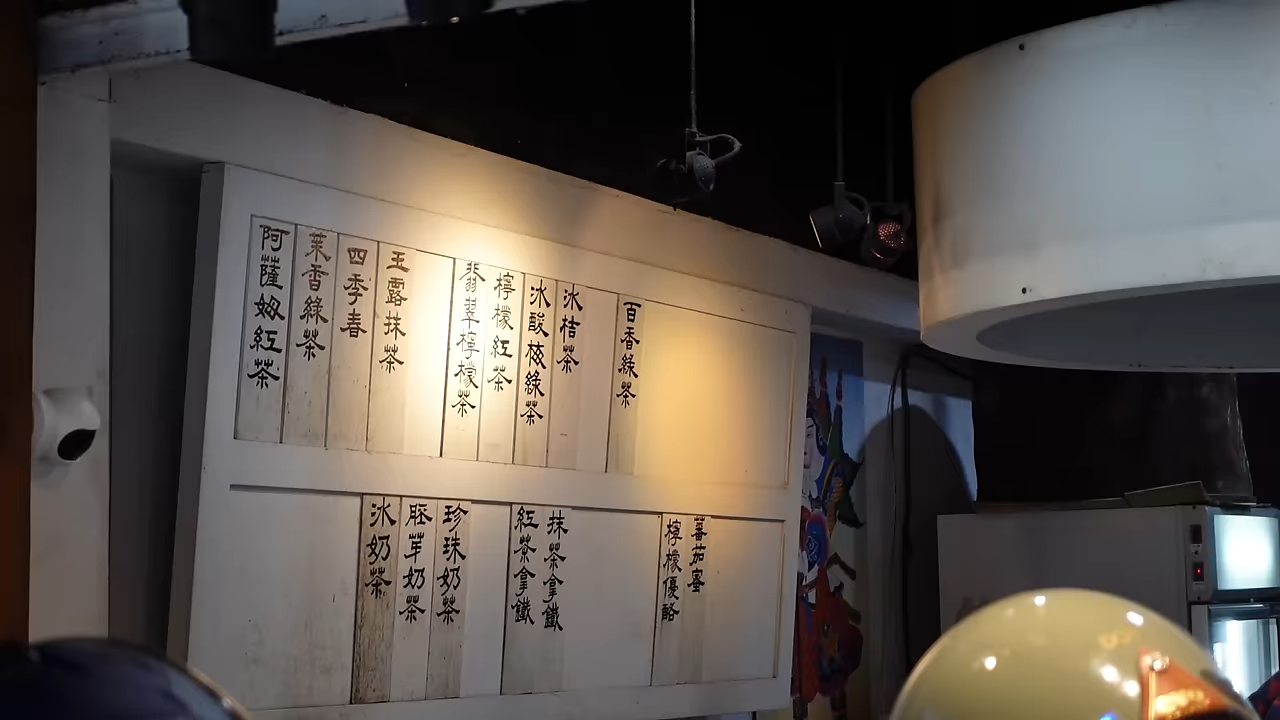 阿薩姆紅茶
茉香綠茶
四季春
玉露抹茶
翡翠檸檬茶
檸檬紅茶
冰酸梅綠茶
冰桔茶
百香綠茶
冰奶茶
胚芽奶茶
珍珠奶茶
紅茶拿鐵
抹茶拿鐵
檸檬優酪
蕃茄蜜